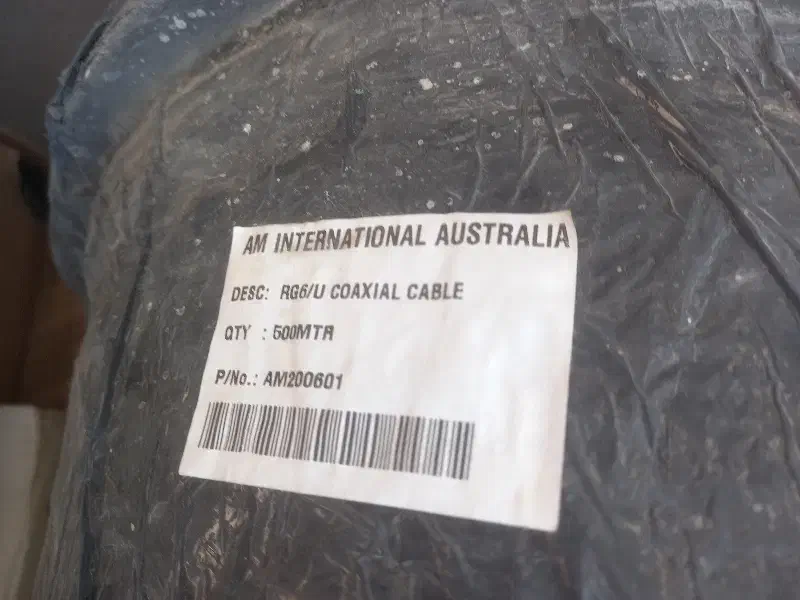 AM INTERNATIONAL AUSTRALIA
DESC: RG6/U COAXIAL CABLE
QTY : 500MTR
P/No.: AM200601